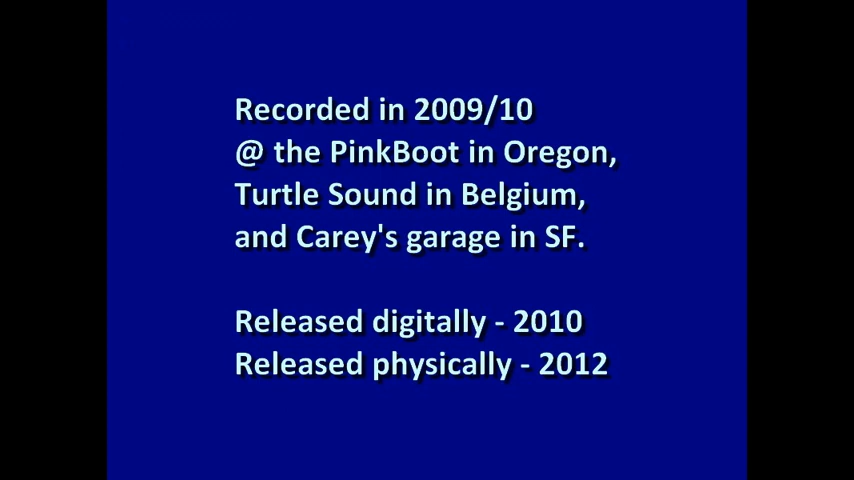 Recorded in 2009/10
@ the PinkBoot in Oregon,
Turtle Sound in Belgium,
and Carey's garage in SF.
Released digitally - 2010
Released physically - 2012